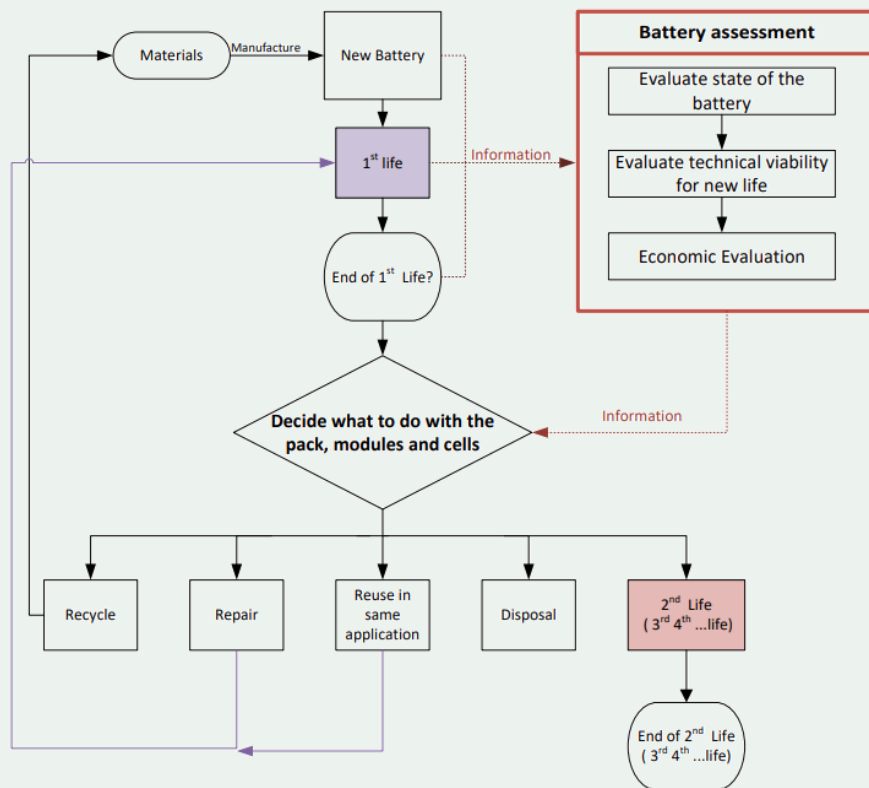 Materials
Manufacture
New Battery
Battery assessment
Evaluate state of the
battery
1st life
Information
Evaluate technical viability
for new life
Economic Evaluation
End of 1st Life?
Decide what to do with the
pack, modules and cells
Information
Recycle
Repair
Reuse in
same
application
Disposal
2nd Life
( 3rd 4th ...life)
End of 2nd Life
( 3rd 4th ...life)